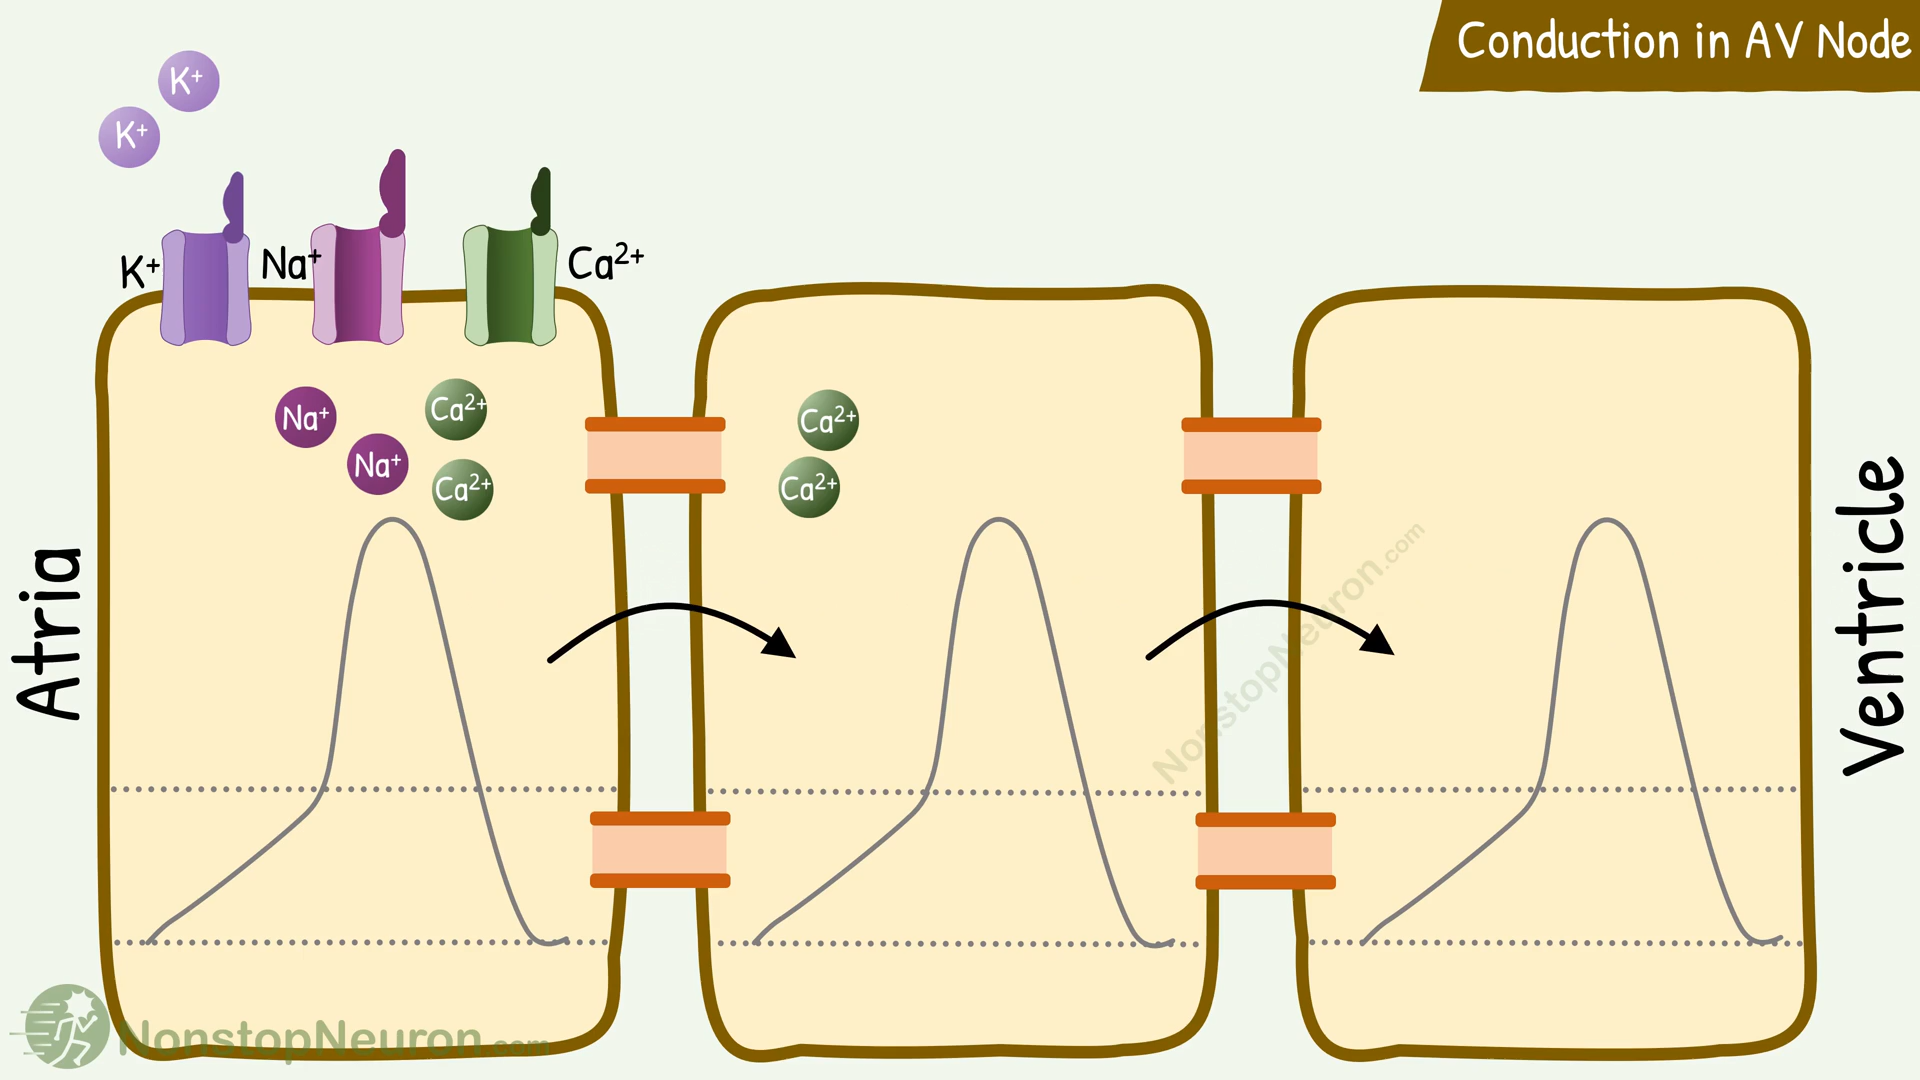 Conduction in AV Node
K⁺
K⁺
K⁺
Na⁺
Ca²⁺
Na⁺
Na⁺
Ca²⁺
Ca²⁺
Ca²⁺
Ca²⁺
Atria
Ventricle
NonstopNeuron.com
NonstopNeuron.com